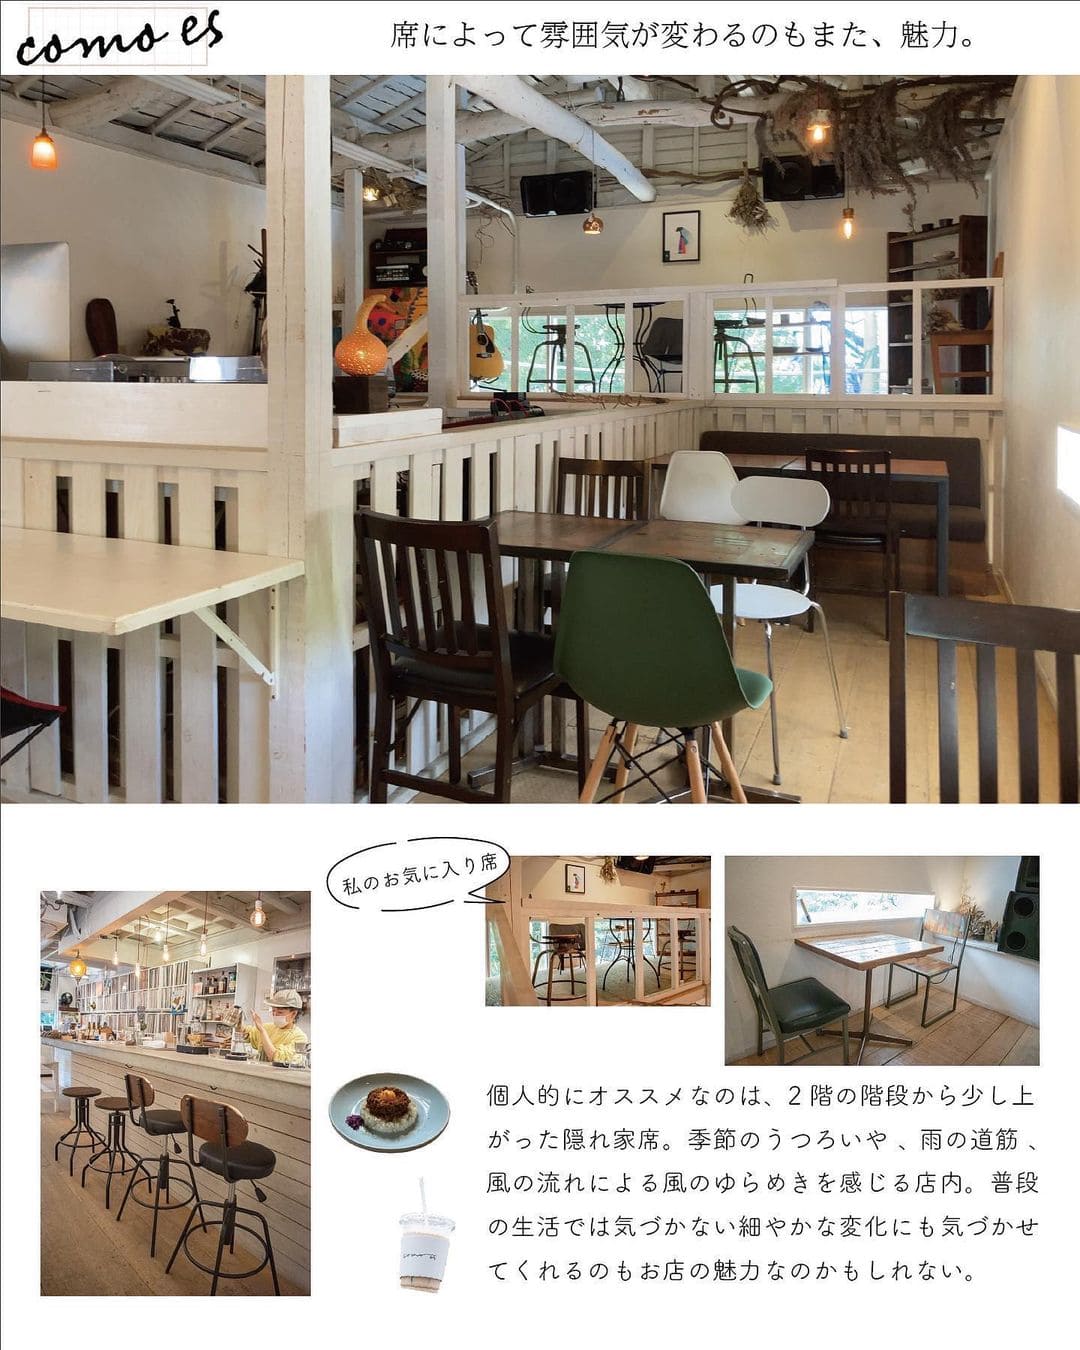 como es
席によって雰囲気が変わるのもまた、魅力。
私のお気に入り席
個人的にオススメなのは、2階の階段から少し上
がった隠れ家席。季節のうつろいや、雨の道筋、
風の流れによる風のゆらめきを感じる店内。普段
の生活では気づかない細やかな変化にも気づかせ
てくれるのもお店の魅力なのかもしれない。
como es